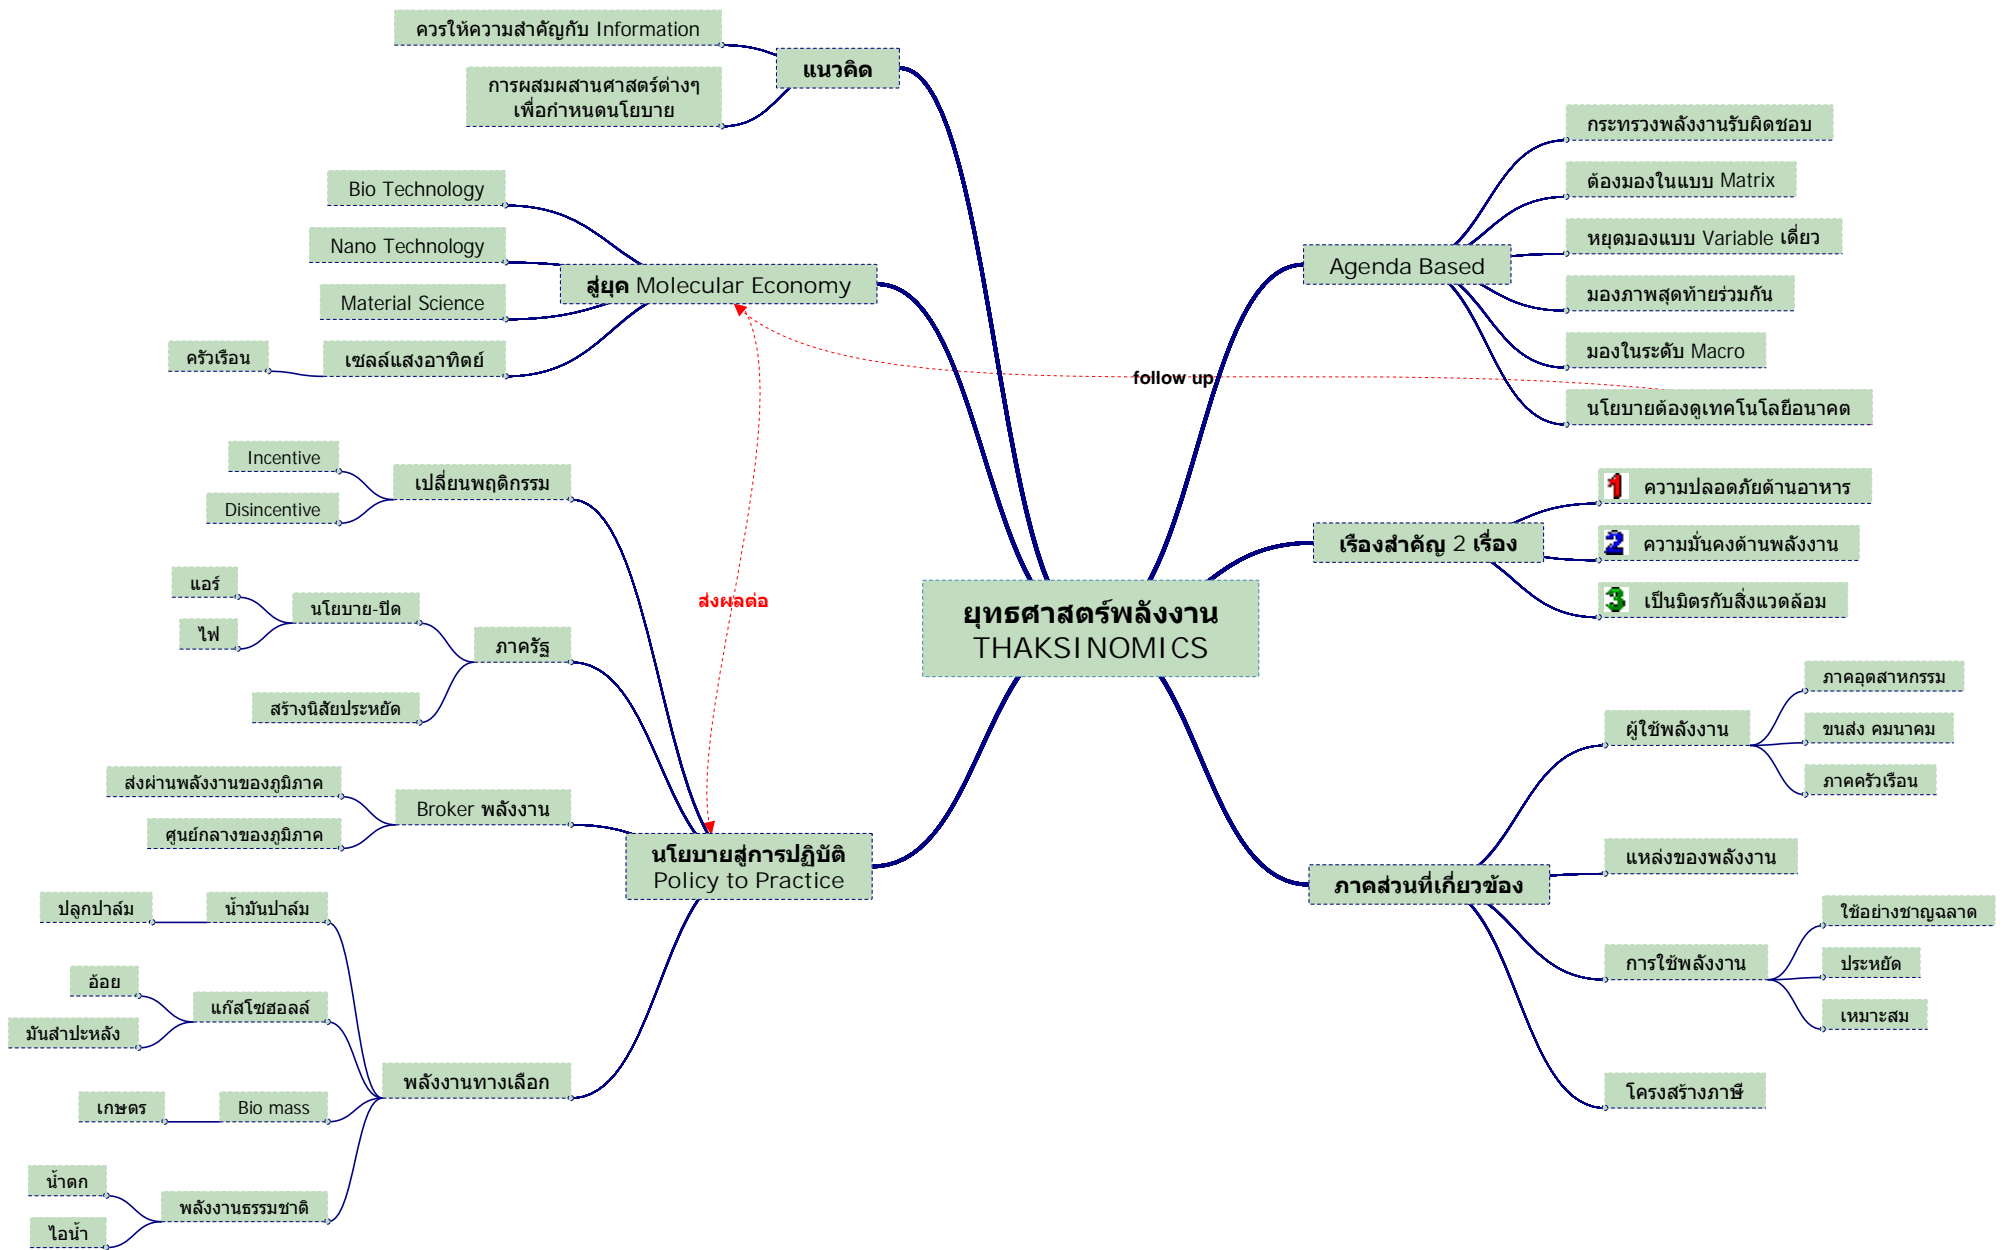 ควรให้ความสำคัญกับ Information
แนวคิด
การผสมผสานศาสตร์ต่างๆ
เพื่อกำหนดนโยบาย
Bio Technology
Nano Technology
สู่ยุค Molecular Economy
Material Science
ครัวเรือน
เซลล์แสงอาทิตย์
Agenda Based
กระทรวงพลังงานรับผิดชอบ
ต้องมองในแบบ Matrix
หยุดมองแบบ Variable เดี่ยว
มองภาพสุดท้ายร่วมกัน
มองในระดับ Macro
นโยบายต้องดูเทคโนโลยีอนาคต
follow up
เรืองสำคัญ 2 เรื่อง
1 ความปลอดภัยด้านอาหาร
2 ความมั่นคงด้านพลังงาน
3 เป็นมิตรกับสิ่งแวดล้อม
ยุทธศาสตร์พลังงาน
THAKSINOMICS
ส่งผลต่อ
Incentive
Disincentive
เปลี่ยนพฤติกรรม
แอร์
ไฟ
นโยบาย-ปิด
ภาครัฐ
สร้างนิสัยประหยัด
ส่งผ่านพลังงานของภูมิภาค
ศูนย์กลางของภูมิภาค
Broker พลังงาน
นโยบายสู่การปฏิบัติ
Policy to Practice
ปลูกปาล์ม
น้ำมันปาล์ม
อ้อย
มันสำปะหลัง
แก๊สโซฮอลล์
พลังงานทางเลือก
เกษตร
Bio mass
น้ำตก
ไอน้ำ
พลังงานธรรมชาติ
ภาคส่วนที่เกี่ยวข้อง
ผู้ใช้พลังงาน
ภาคอุตสาหกรรม
ขนส่ง คมนาคม
ภาคครัวเรือน
แหล่งของพลังงาน
การใช้พลังงาน
ใช้อย่างชาญฉลาด
ประหยัด
เหมาะสม
โครงสร้างภาษี